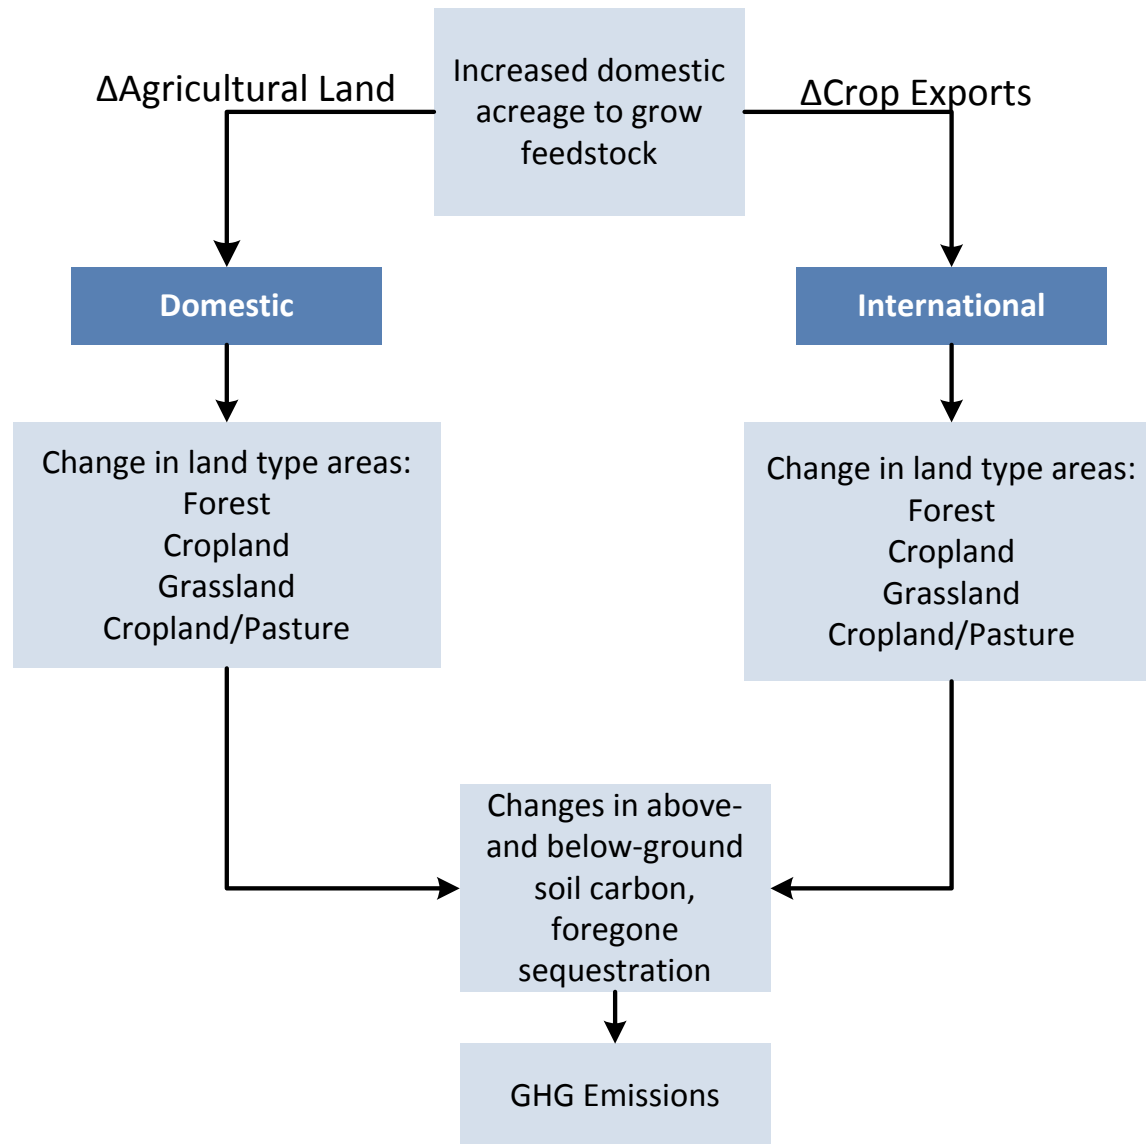 Increased domestic
acreage to grow
feedstock
ΔAgricultural Land
ΔCrop Exports
Domestic
International
Change in land type areas:
Forest
Cropland
Grassland
Cropland/Pasture
Change in land type areas:
Forest
Cropland
Grassland
Cropland/Pasture
Changes in above-
and below-ground
soil carbon,
foregone
sequestration
GHG Emissions